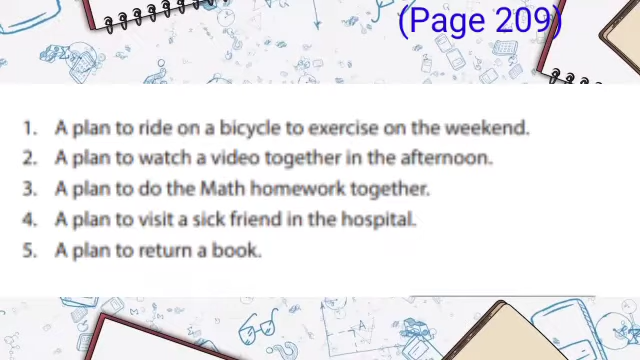 (Page 209)
1. A plan to ride on a bicycle to exercise on the weekend.
2. A plan to watch a video together in the afternoon.
3. A plan to do the Math homework together.
4. A plan to visit a sick friend in the hospital.
5. A plan to return a book.